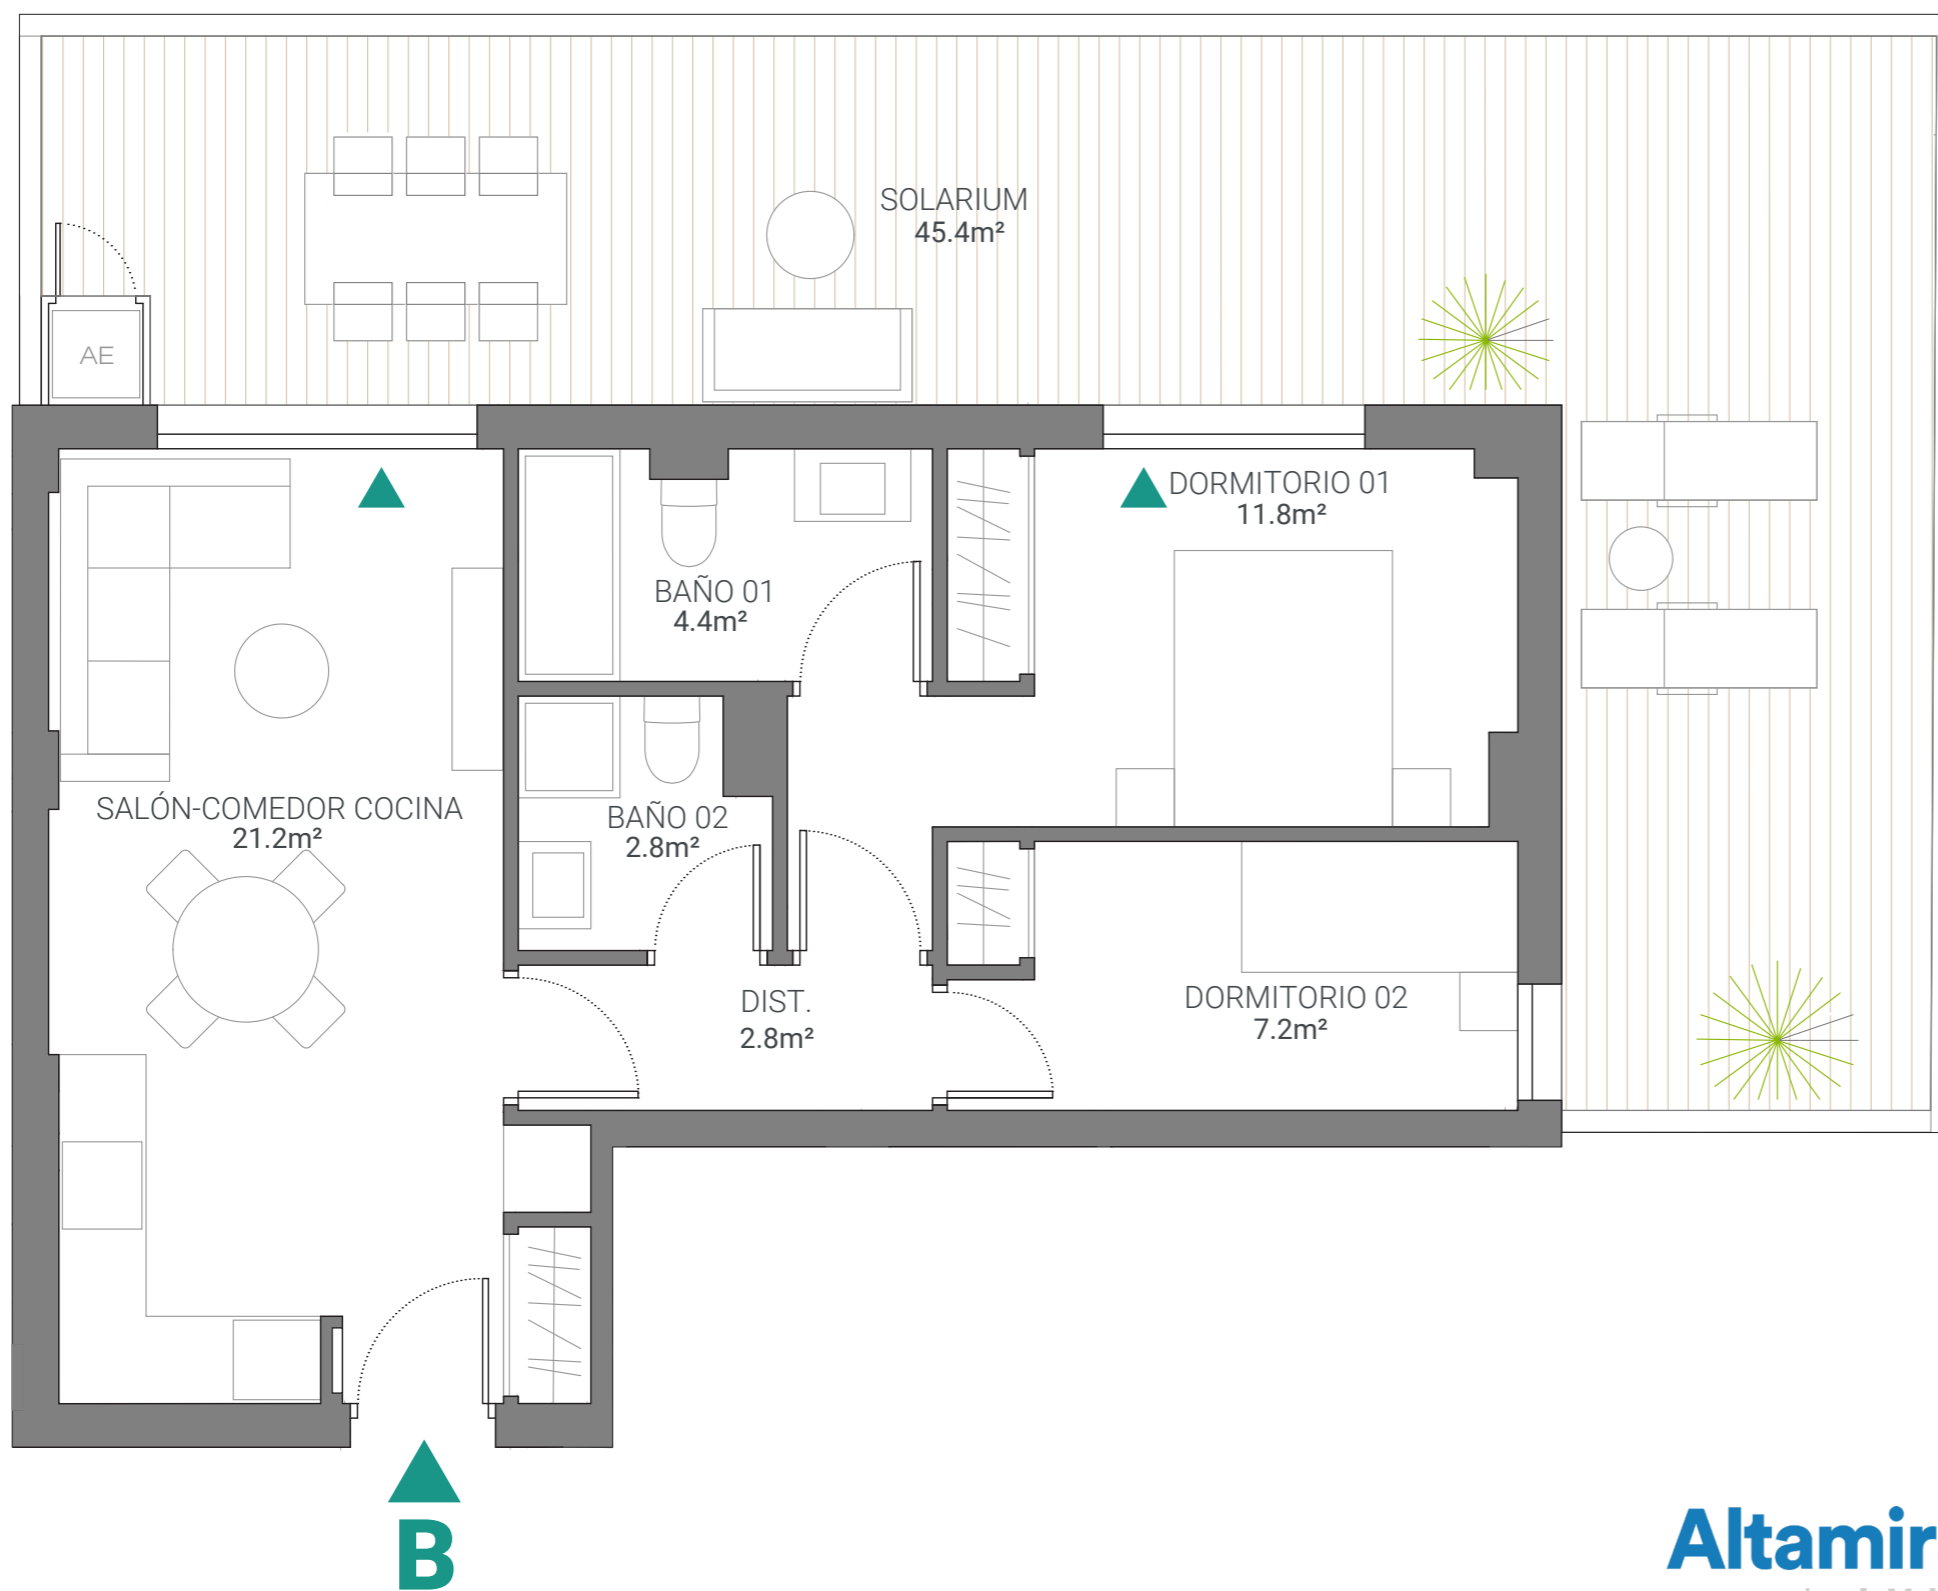 SOLARIUM
45.4m²
AE
DORMITORIO 01
11.8m²
BAÑO 01
4.4m²
SALÓN-COMEDOR COCINA
21.2m²
BAÑO 02
2.8m²
DIST.
2.8m²
DORMITORIO 02
7.2m²
B
Altamir